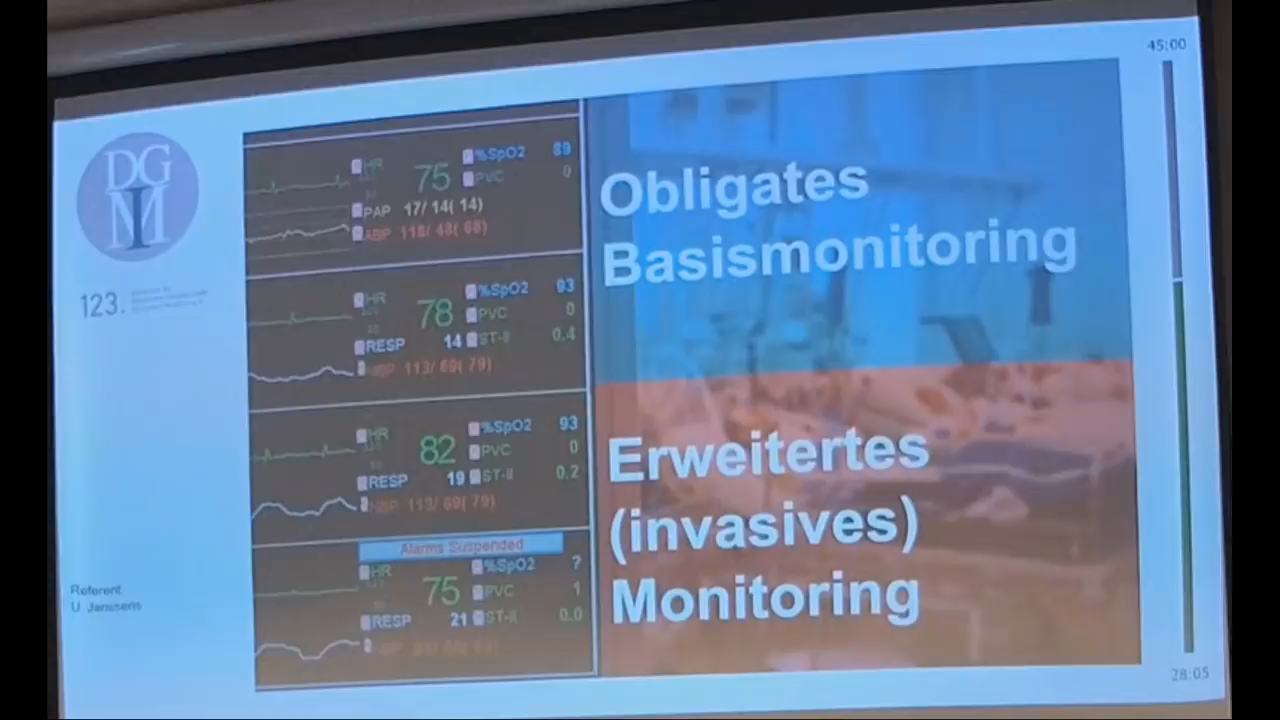 45:00
DG
IM
123.
HR 75 %SpO2 89
PVC 0
PAP 17/ 14( 14)
ABP 118/ 48( 68)
HR 78 %SpO2 93
PVC 0
RESP 14 ST-II 0.4
NBP 113/ 69( 79)
HR 82 %SpO2 93
PVC 0
RESP 19 ST-II 0.2
NBP 113/ 69( 79)
Alarms Suspended
HR 75 %SpO2 ?
PVC 1
RESP 21 ST-II 0.0
Obligates
Basismonitoring
Erweitertes
(invasives)
Monitoring
Referent
U. Janssens
28:05